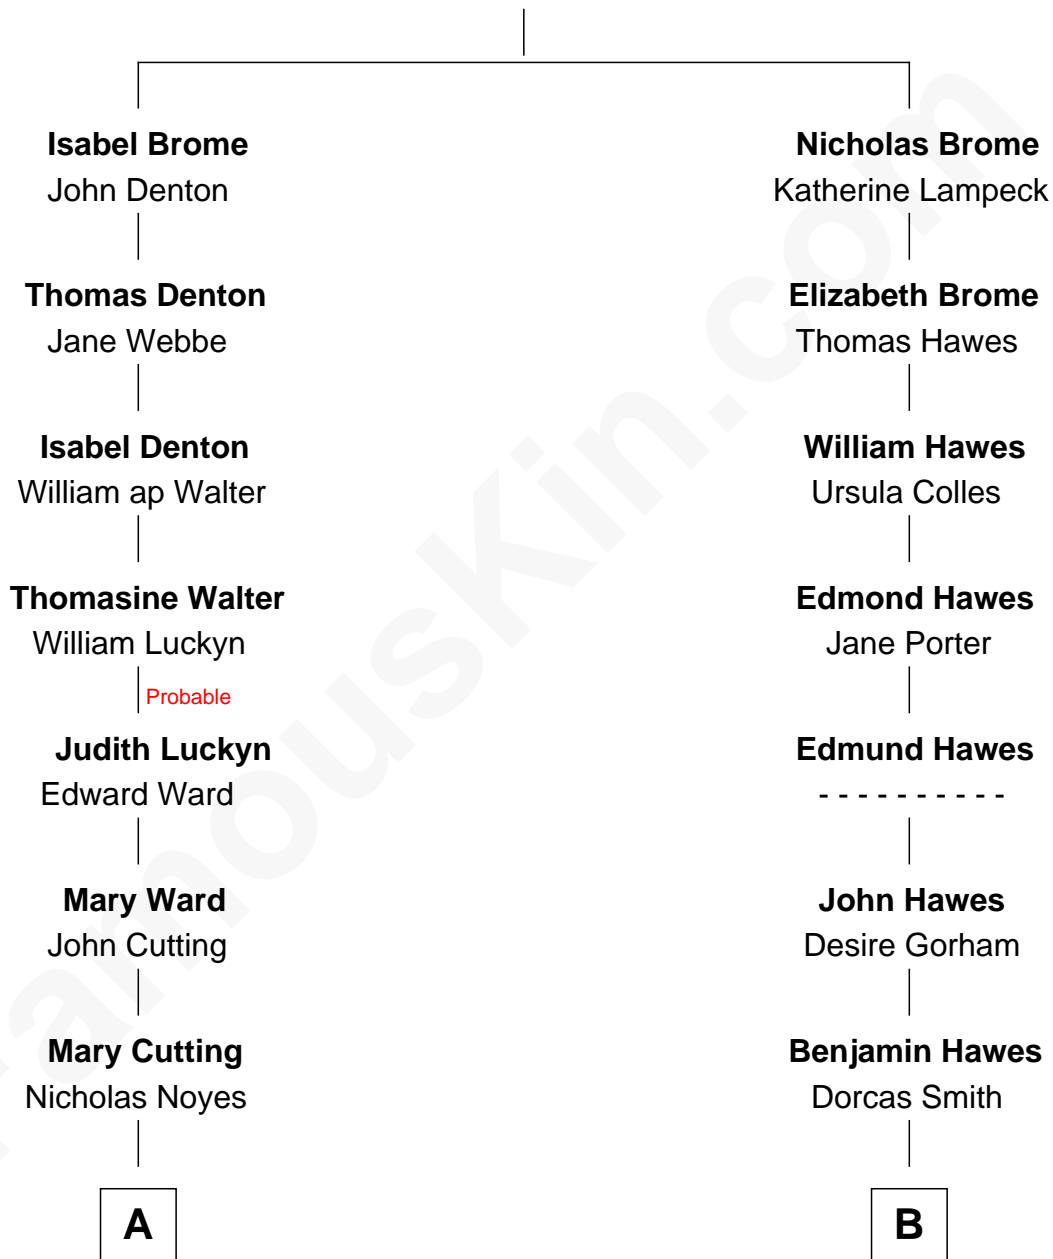 Isabel Brome
John Denton
Thomas Denton
Jane Webbe
Isabel Denton
William ap Walter
Thomasine Walter
William Luckyn
Probable
Judith Luckyn
Edward Ward
Mary Ward
John Cutting
Mary Cutting
Nicholas Noyes
A
Nicholas Brome
Katherine Lampeck
Elizabeth Brome
Thomas Hawes
William Hawes
Ursula Colles
Edmond Hawes
Jane Porter
Edmund Hawes
- - - - - - - - - -
John Hawes
Desire Gorham
Benjamin Hawes
Dorcas Smith
B
FamousKin.com